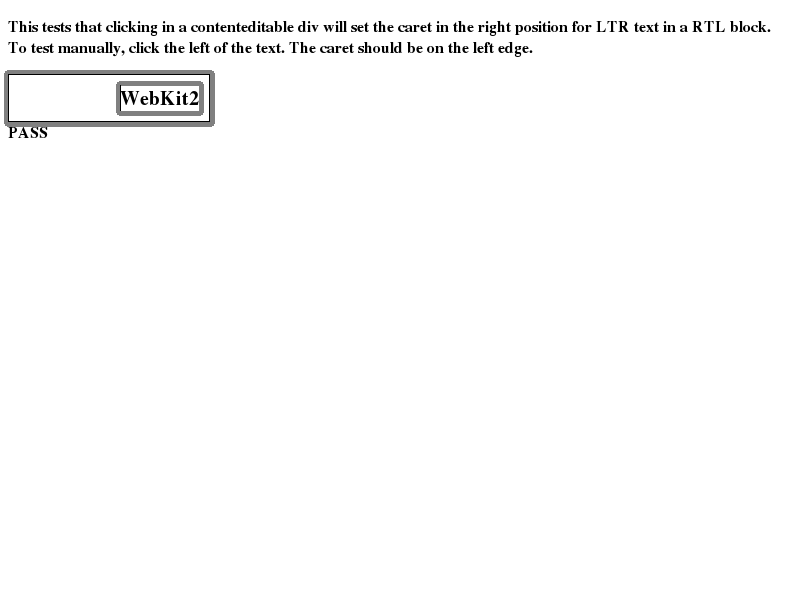 This tests that clicking in a contenteditable div will set the caret in the right position for LTR text in a RTL block.
To test manually, click the left of the text. The caret should be on the left edge.
WebKit2
PASS